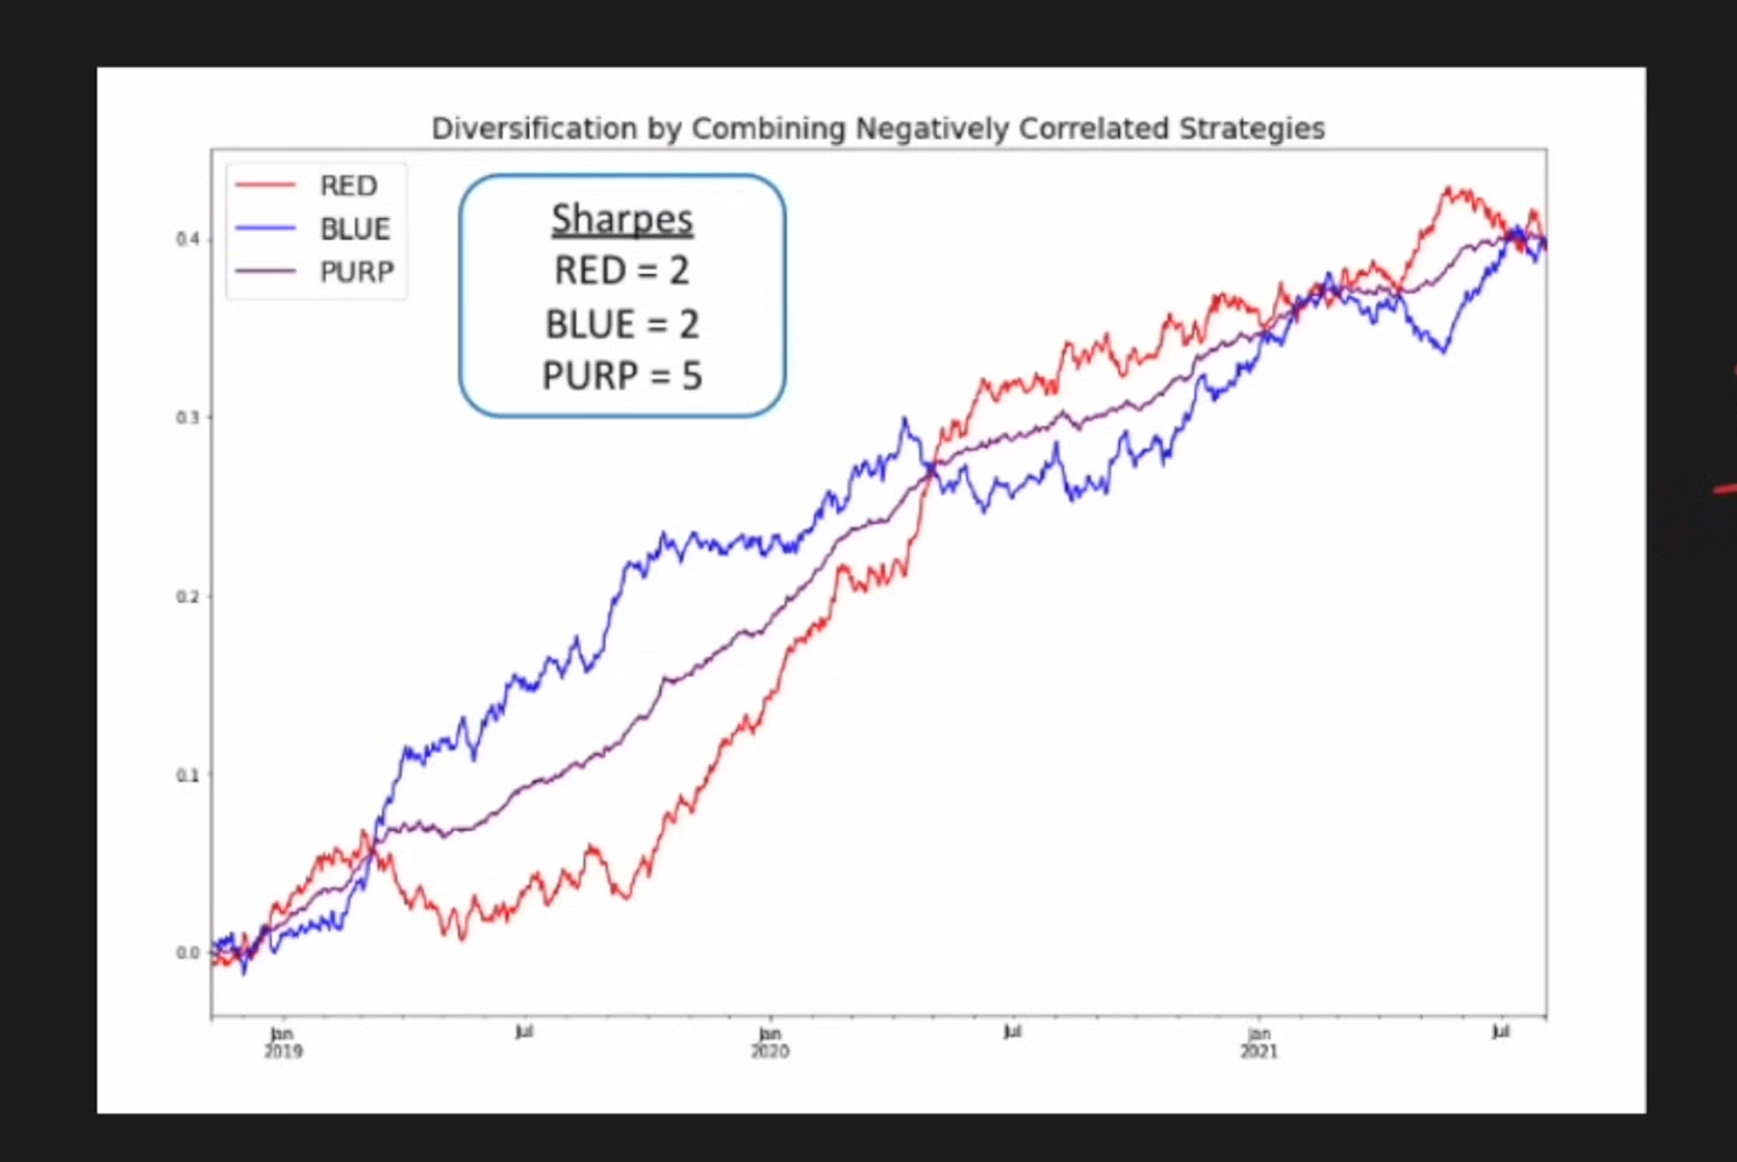 Diversification by Combining Negatively Correlated Strategies
RED
BLUE
PURP
Sharpes
RED = 2
BLUE = 2
PURP = 5
0.4
0.3
0.2
0.1
0.0
Jan
2019
Jul
Jan
2020
Jul
Jan
2021
Jul